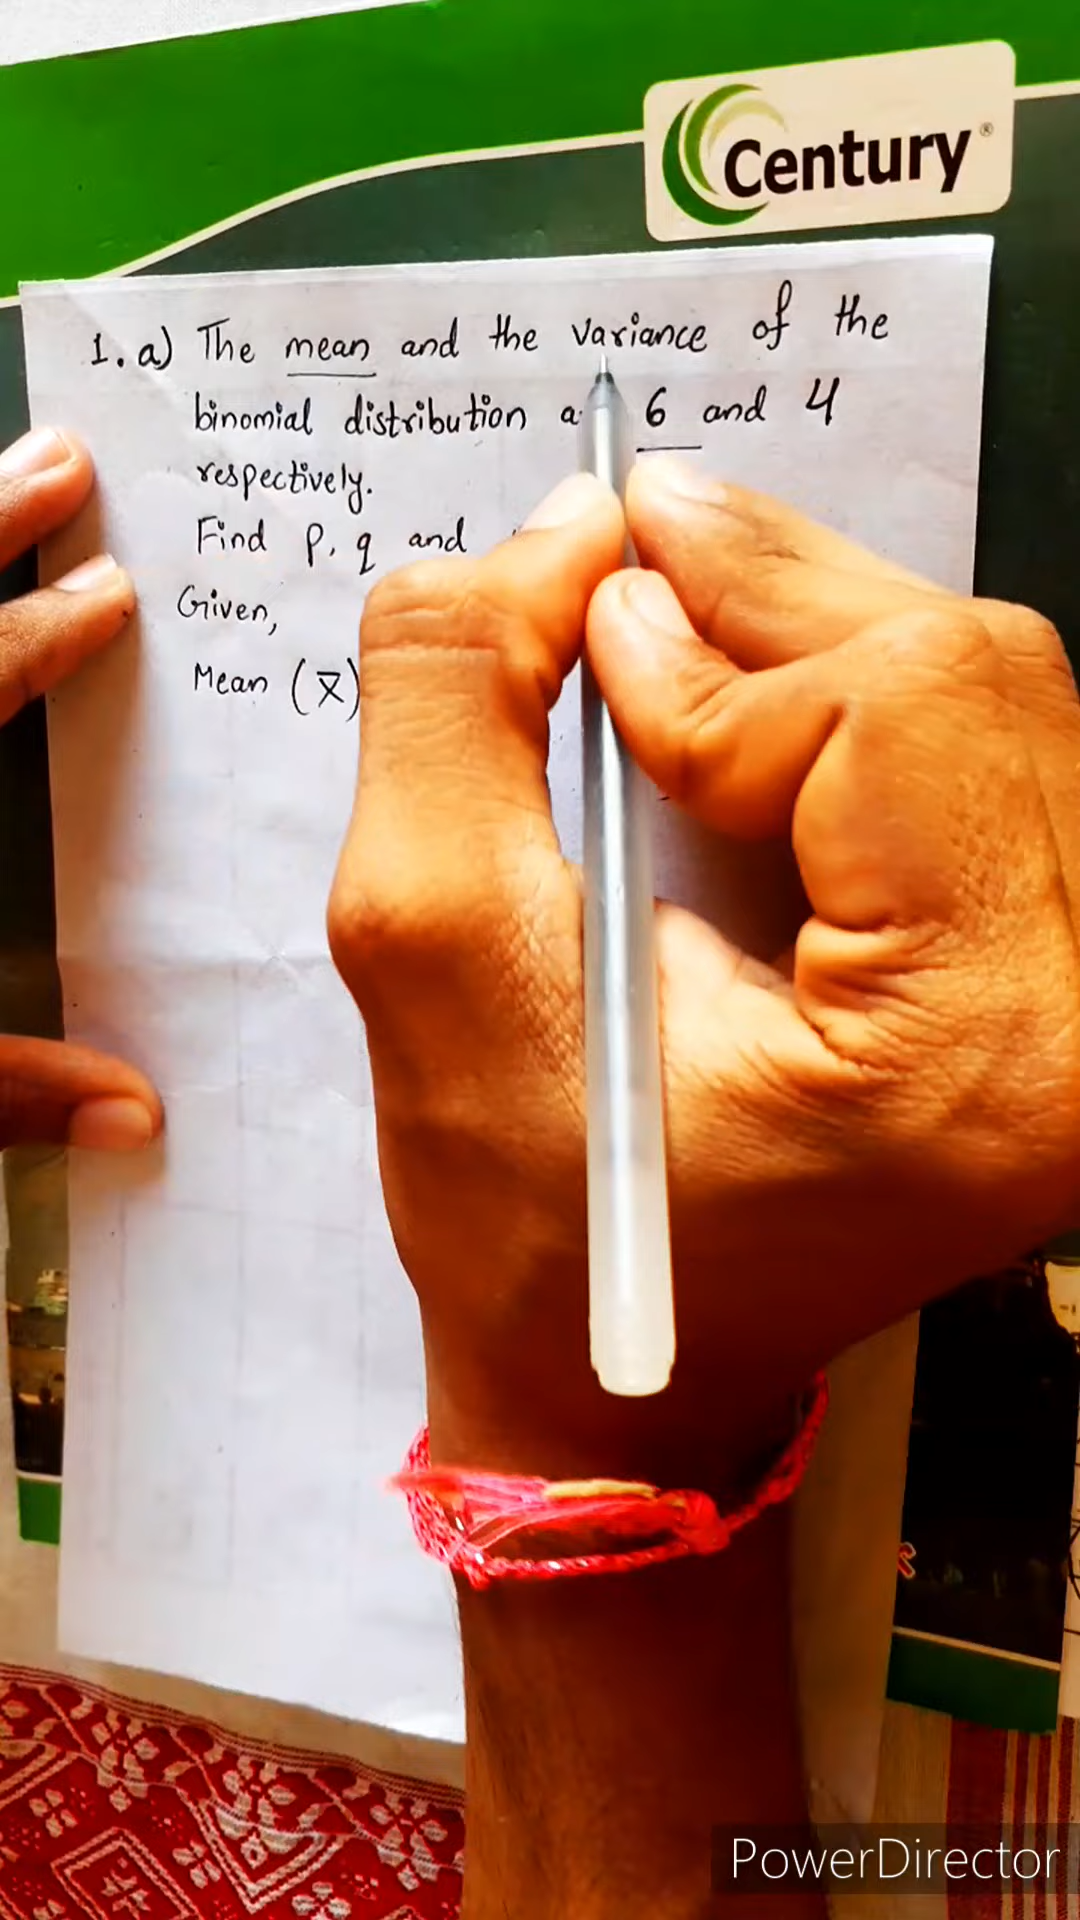 Century®
1. a) The mean and the variance of the
binomial distribution a 6 and 4
respectively.
Find p, q and
Given,
Mean (x̄)
PowerDirector